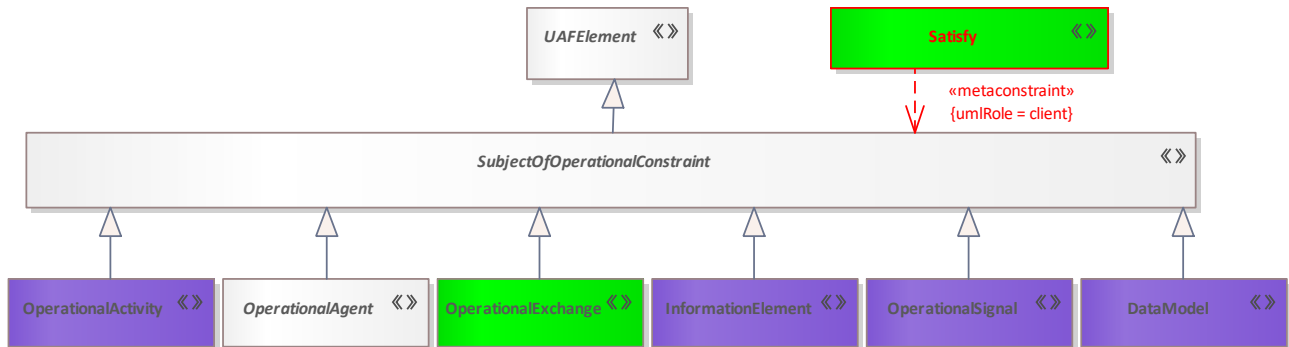 UAFElement «»
Satisfy «»
«metaconstraint»
{umlRole = client}
SubjectOfOperationalConstraint «»
OperationalActivity «»
OperationalAgent «»
OperationalExchange «»
InformationElement «»
OperationalSignal «»
DataModel «»